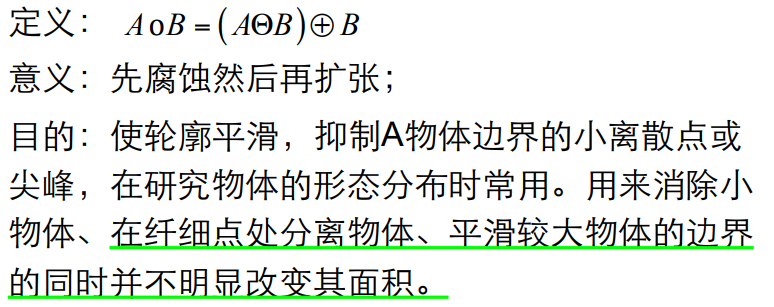 定义： A o B = ( AΘB ) ⊕ B
意义：先腐蚀然后再扩张；
目的：使轮廓平滑，抑制A物体边界的小离散点或
尖峰，在研究物体的形态分布时常用。用来消除小
物体、在纤细点处分离物体、平滑较大物体的边界
的同时并不明显改变其面积。